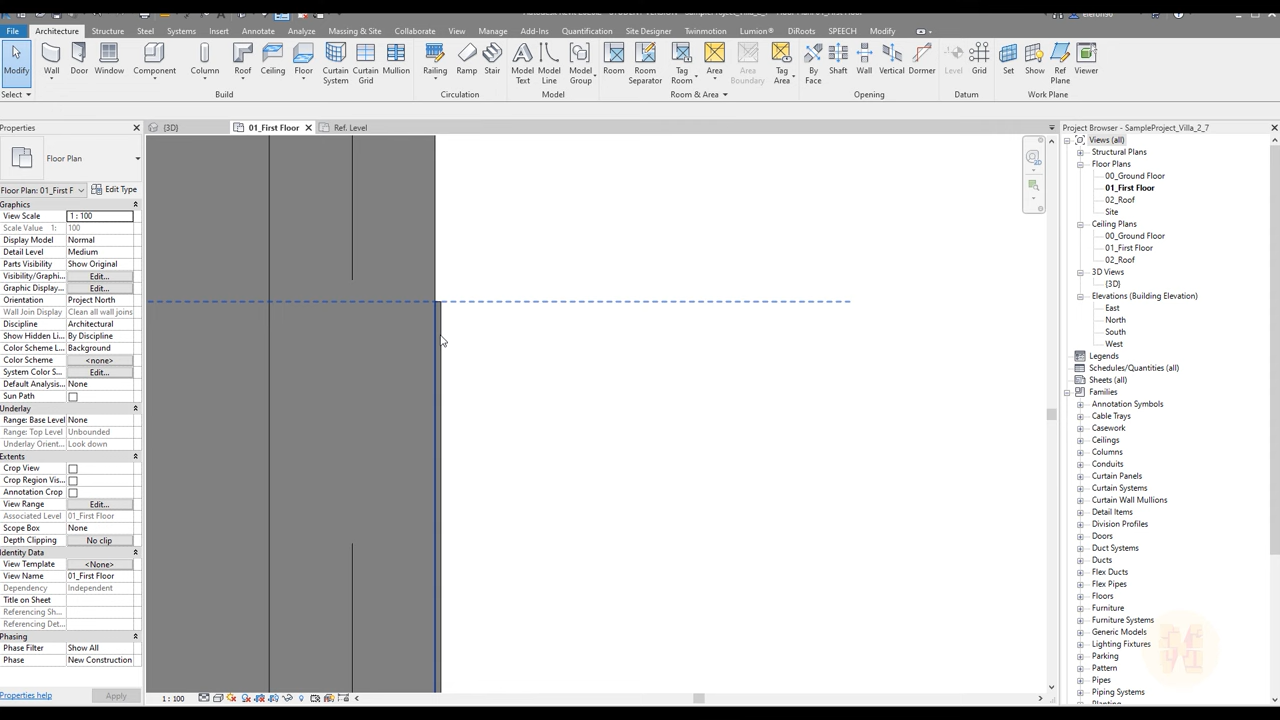 File Architecture Structure Steel Systems Insert Annotate Analyze Massing & Site Collaborate View Manage Add-Ins Quantification Site Designer Twinmotion Lumion® DiRoots SPEECH Modify
Modify Wall Door Window Component Column Roof Ceiling Floor Curtain System Curtain Grid Mullion Railing Ramp Stair Model Text Model Line Model Group Room Room Separator Tag Room Area Area Boundary Tag Area By Face Shaft Wall Vertical Dormer Level Grid Set Show Ref Plane Viewer
Select Build Circulation Model Room & Area Opening Datum Work Plane
Properties
{3D} 01_First Floor Ref. Level
Project Browser - SampleProject_Villa_2_7
Floor Plan
Floor Plan: 01_First F Edit Type
Graphics
View Scale 1 : 100
Scale Value 1: 100
Display Model Normal
Detail Level Medium
Parts Visibility Show Original
Visibility/Graphi... Edit...
Graphic Display... Edit...
Orientation Project North
Wall Join Display Clean all wall joins
Discipline Architectural
Show Hidden Li... By Discipline
Color Scheme L... Background
Color Scheme <none>
System Color S... Edit...
Default Analysis... None
Sun Path
Underlay
Range: Base Level None
Range: Top Level Unbounded
Underlay Orient... Look down
Extents
Crop View
Crop Region Vis...
Annotation Crop
View Range Edit...
Associated Level 01_First Floor
Scope Box None
Depth Clipping No clip
Identity Data
View Template <None>
View Name 01_First Floor
Dependency Independent
Title on Sheet
Referencing Sh...
Referencing Det...
Phasing
Phase Filter Show All
Phase New Construction
Properties help Apply
1 : 100
Views (all)
Structural Plans
Floor Plans
00_Ground Floor
01_First Floor
02_Roof
Site
Ceiling Plans
00_Ground Floor
01_First Floor
02_Roof
3D Views
{3D}
Elevations (Building Elevation)
East
North
South
West
Legends
Schedules/Quantities (all)
Sheets (all)
Families
Annotation Symbols
Cable Trays
Casework
Ceilings
Columns
Conduits
Curtain Panels
Curtain Systems
Curtain Wall Mullions
Detail Items
Division Profiles
Doors
Duct Systems
Ducts
Flex Ducts
Flex Pipes
Floors
Furniture
Furniture Systems
Generic Models
Lighting Fixtures
Parking
Pattern
Pipes
Piping Systems